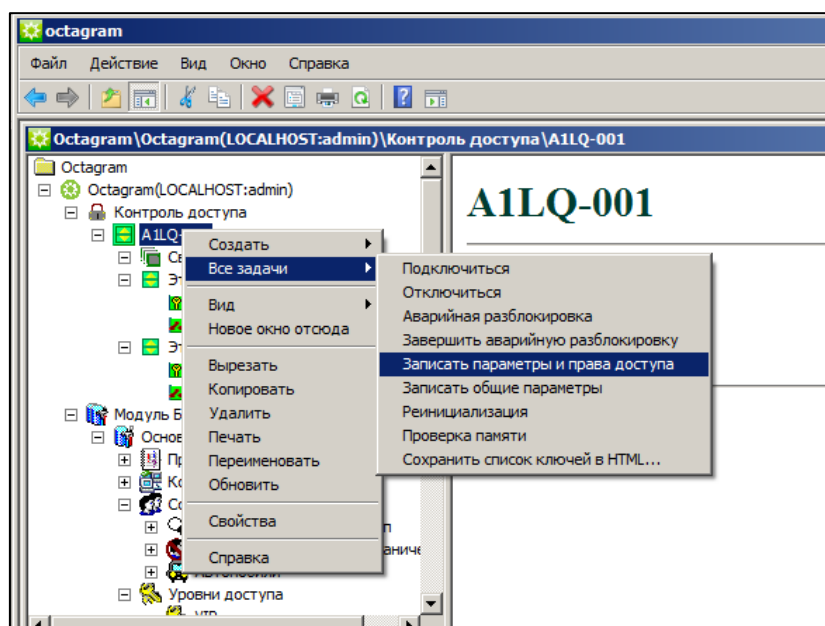 octagram
Файл Действие Вид Окно Справка
Octagram\Octagram(LOCALHOST:admin)\Контроль доступа\A1LQ-001
Octagram
Octagram(LOCALHOST:admin)
Контроль доступа
A1LQ-
A1LQ-001
Создать
Все задачи
Вид
Новое окно отсюда
Вырезать
Копировать
Удалить
Печать
Переименовать
Обновить
Свойства
Справка
Подключиться
Отключиться
Аварийная разблокировка
Завершить аварийную разблокировку
Записать параметры и права доступа
Записать общие параметры
Реинициализация
Проверка памяти
Сохранить список ключей в HTML...
Модуль Б
Уровни доступа